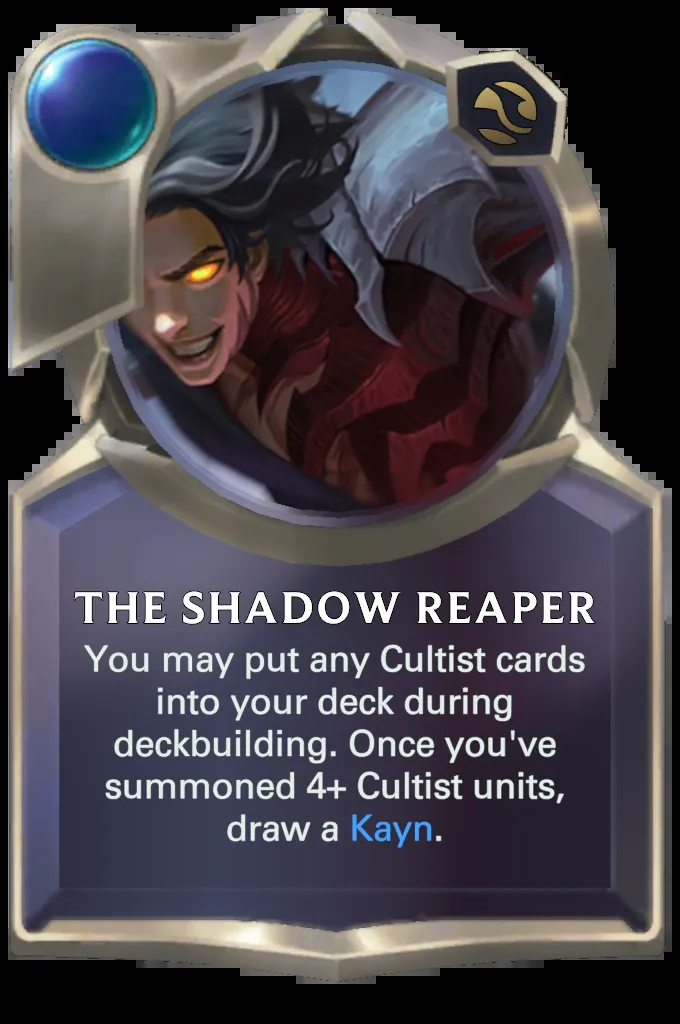 THE SHADOW REAPER
You may put any Cultist cards
into your deck during
deckbuilding. Once you've
summoned 4+ Cultist units,
draw a Kayn.